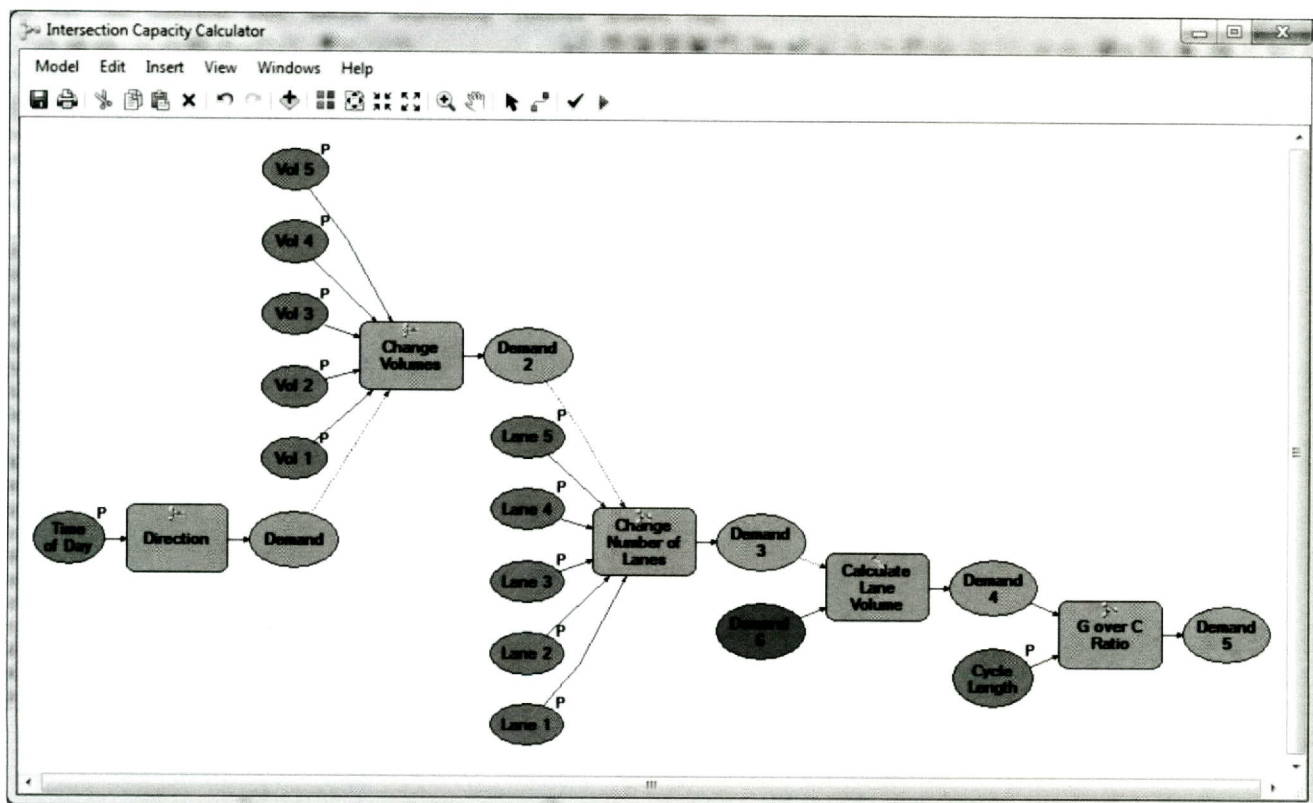 Intersection Capacity Calculator
Model Edit Insert View Windows Help
P
Vol 5
P
Vol 4
P
Vol 3
P
Vol 2
P
Vol 1
Change
Volumes
Demand
2
P
Time
of Day
Direction
Demand
P
Lane 5
P
Lane 4
P
Lane 3
P
Lane 2
P
Lane 1
Change
Number of
Lanes
Demand
3
Demand
6
Calculate
Lane
Volume
Demand
4
P
Cycle
Length
G over C
Ratio
Demand
5